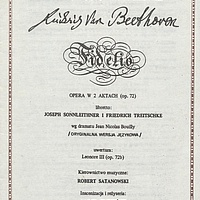 Ludwig van Beethoven
Fidelio
OPERA W 2 AKTACH (op. 72)
libretto:
JOSEPH SONNLEITHNER I FRIEDRICH TREITSCHKE
wg dramatu Jean Nicolas Bouilly
/ ORYGINALNA WERSJA JĘZYKOWA /
uwertura:
Leonore III (op. 72b)
Kierownictwo muzyczne:
ROBERT SATANOWSKI
Inscenizacja i reżyseria: